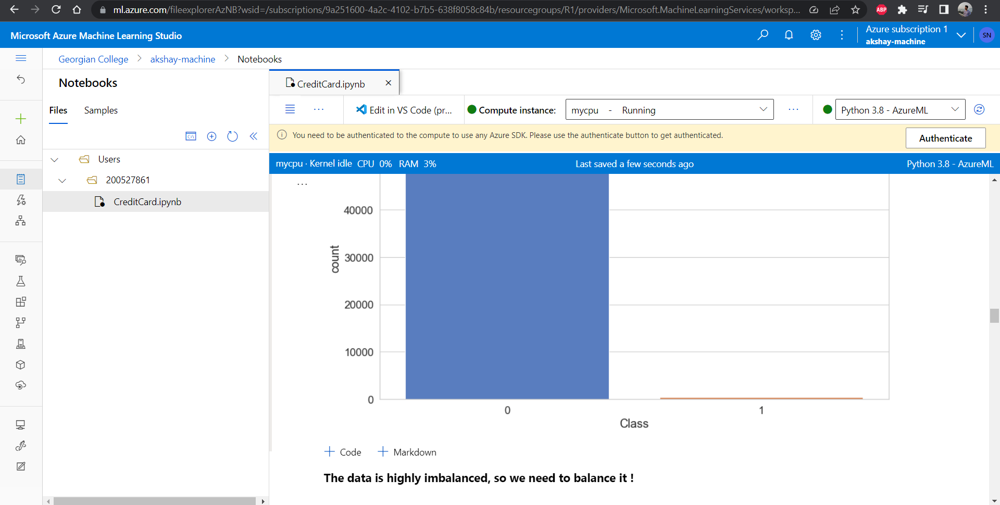 ml.azure.com/fileexplorerAzNB?wsid=/subscriptions/9a251600-4a2c-4102-b7b5-638f8058c84b/resourcegroups/R1/providers/Microsoft.MachineLearningServices/worksp...
ABP
Microsoft Azure Machine Learning Studio
Azure subscription 1
akshay-machine
SN
Georgian College > akshay-machine > Notebooks
Notebooks
CreditCard.ipynb
Files Samples
Edit in VS Code (pr...
Compute instance:
mycpu - Running
Python 3.8 - AzureML
You need to be authenticated to the compute to use any Azure SDK. Please use the authenticate button to get authenticated.
Authenticate
Users
200527861
CreditCard.ipynb
mycpu · Kernel idle CPU 0% RAM 3%
Last saved a few seconds ago
Python 3.8 - AzureML
40000
30000
20000
10000
0
count
0
1
Class
Code
Markdown
The data is highly imbalanced, so we need to balance it !